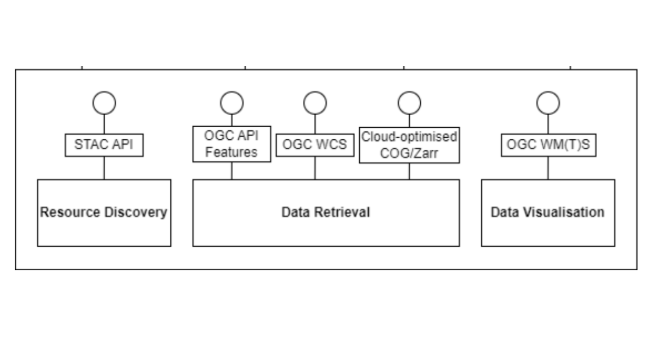 STAC API
OGC API
Features
OGC WCS
Cloud-optimised
COG/Zarr
OGC WM(T)S
Resource Discovery
Data Retrieval
Data Visualisation